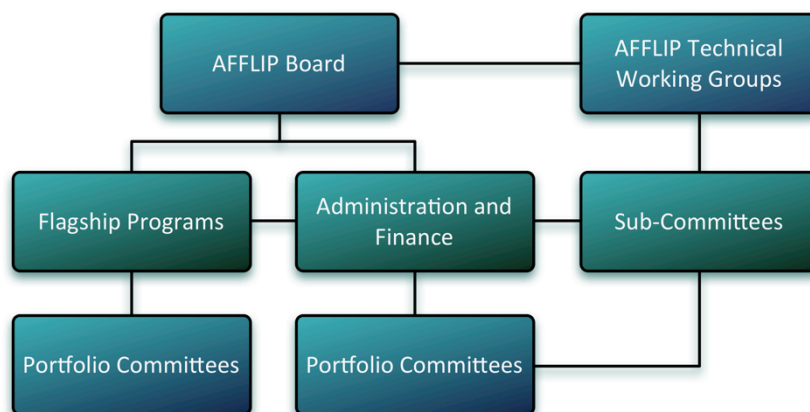 AFFLIP Board
AFFLIP Technical
Working Groups
Flagship Programs
Administration and
Finance
Sub-Committees
Portfolio Committees
Portfolio Committees